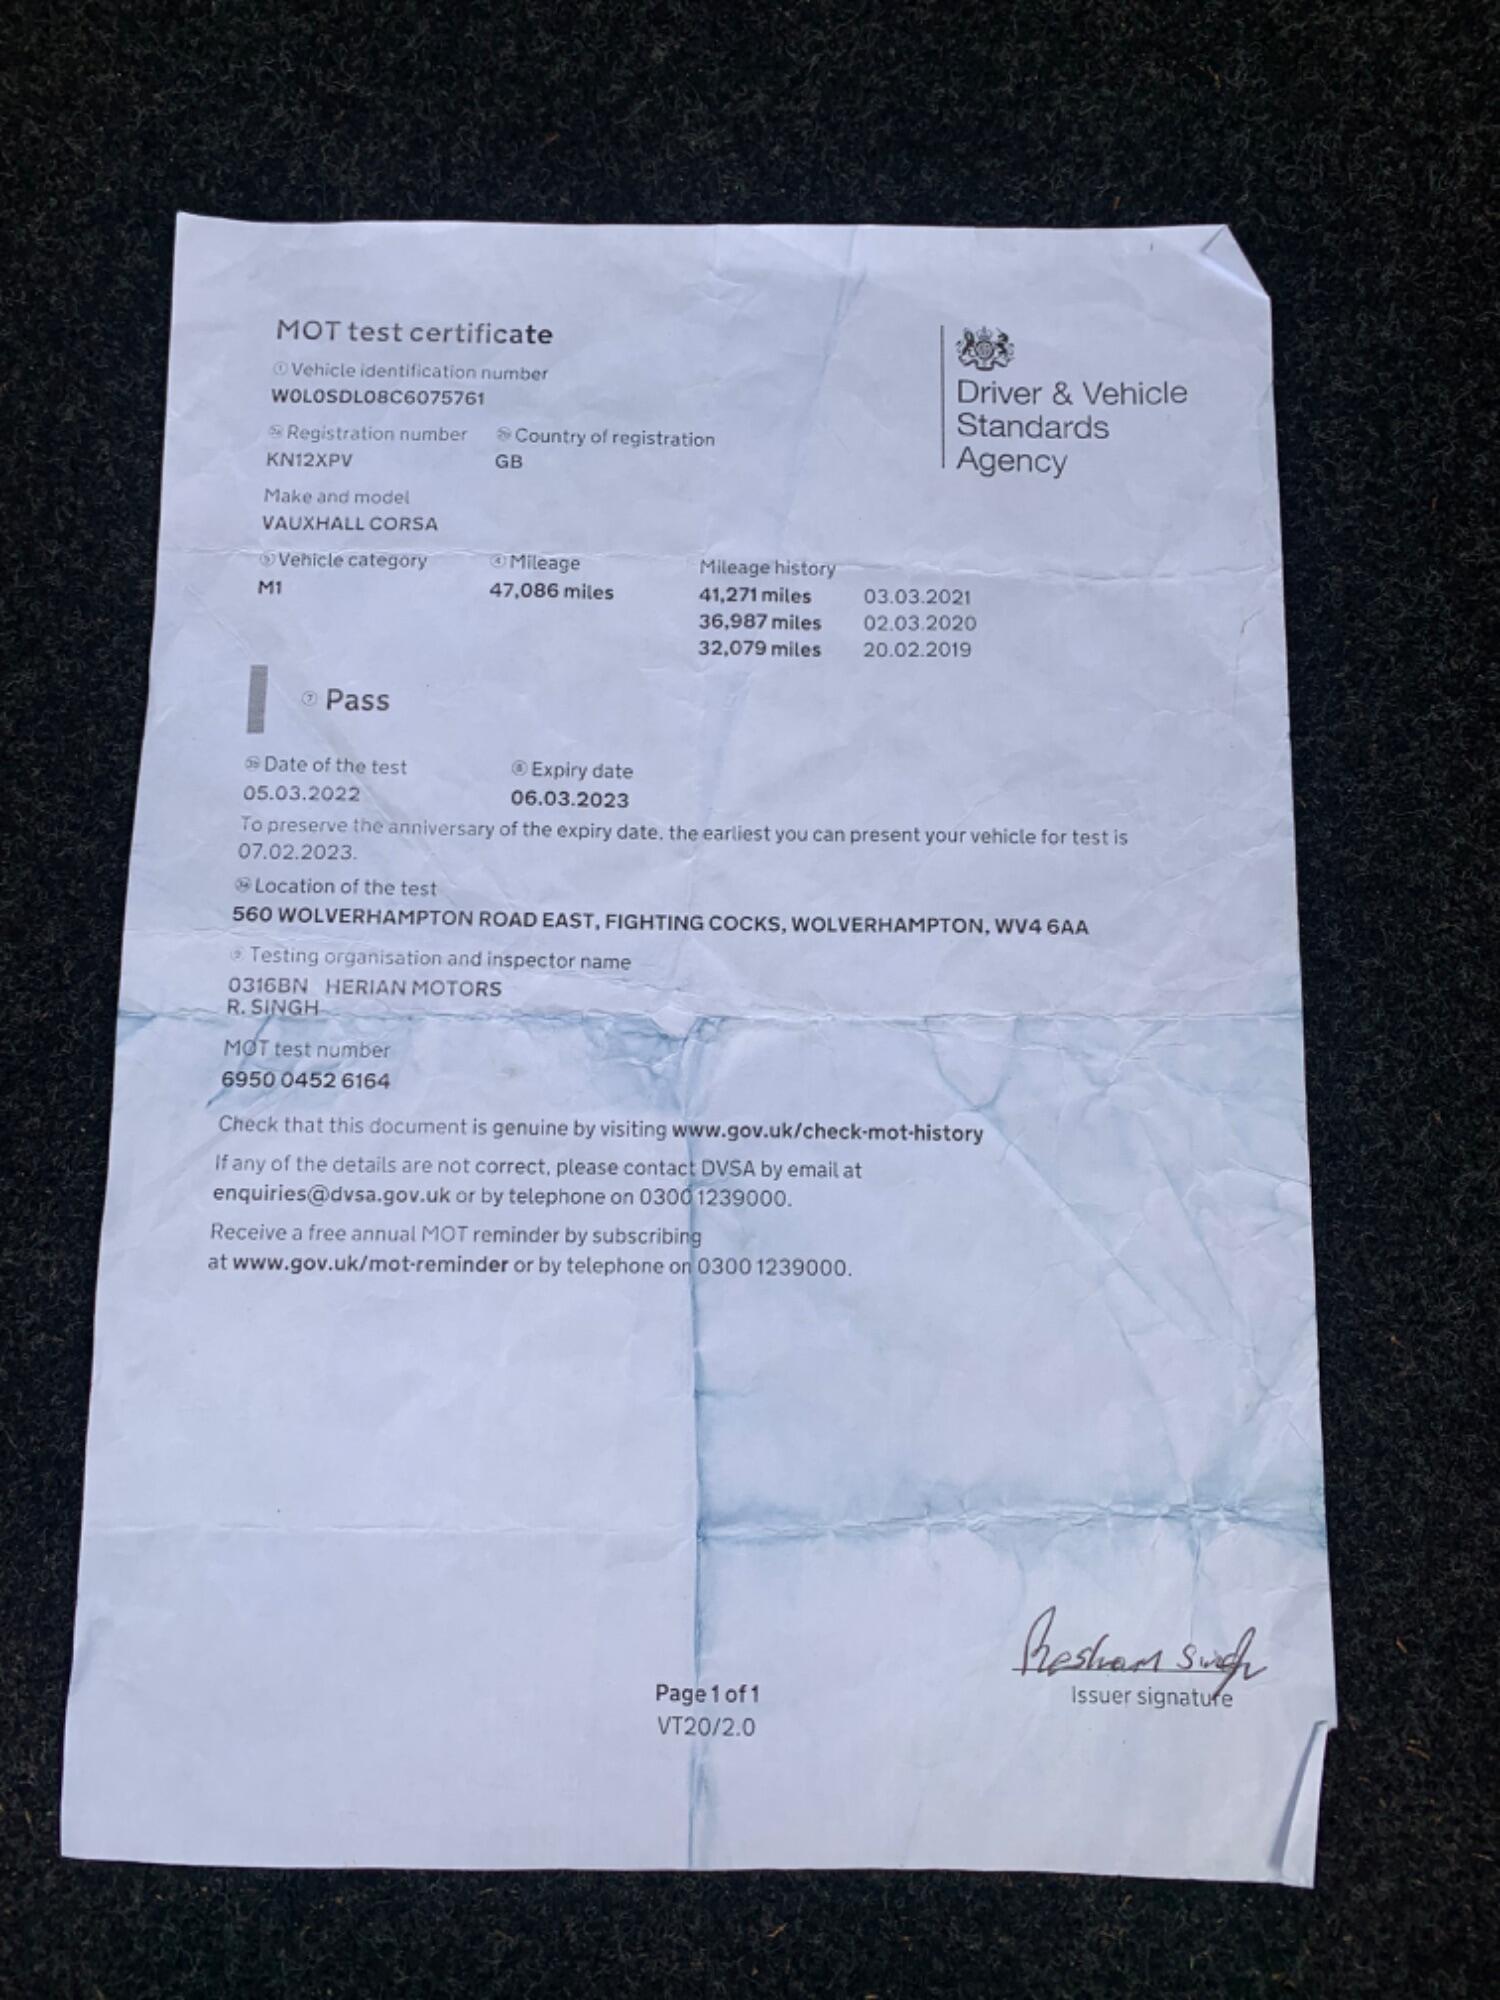 MOT test certificate
① Vehicle identification number
W0L0SDL08C6075761
Registration number
Country of registration
KN12XPV
GB
Make and model
VAUXHALL CORSA
⑤ Vehicle category
④ Mileage
Mileage history
M1
47,086 miles
41,271 miles 03.03.2021
36,987 miles 02.03.2020
32,079 miles 20.02.2019
⑦ Pass
Date of the test
⑧ Expiry date
05.03.2022
06.03.2023
To preserve the anniversary of the expiry date, the earliest you can present your vehicle for test is
07.02.2023.
Location of the test
560 WOLVERHAMPTON ROAD EAST, FIGHTING COCKS, WOLVERHAMPTON, WV4 6AA
⑨ Testing organisation and inspector name
0316BN HERIAN MOTORS
R. SINGH
MOT test number
6950 0452 6164
Check that this document is genuine by visiting www.gov.uk/check-mot-history
If any of the details are not correct, please contact DVSA by email at
enquiries@dvsa.gov.uk or by telephone on 0300 1239000.
Receive a free annual MOT reminder by subscribing
at www.gov.uk/mot-reminder or by telephone on 0300 1239000.
Driver & Vehicle
Standards
Agency
Resham Singh
Issuer signature
Page 1 of 1
VT20/2.0